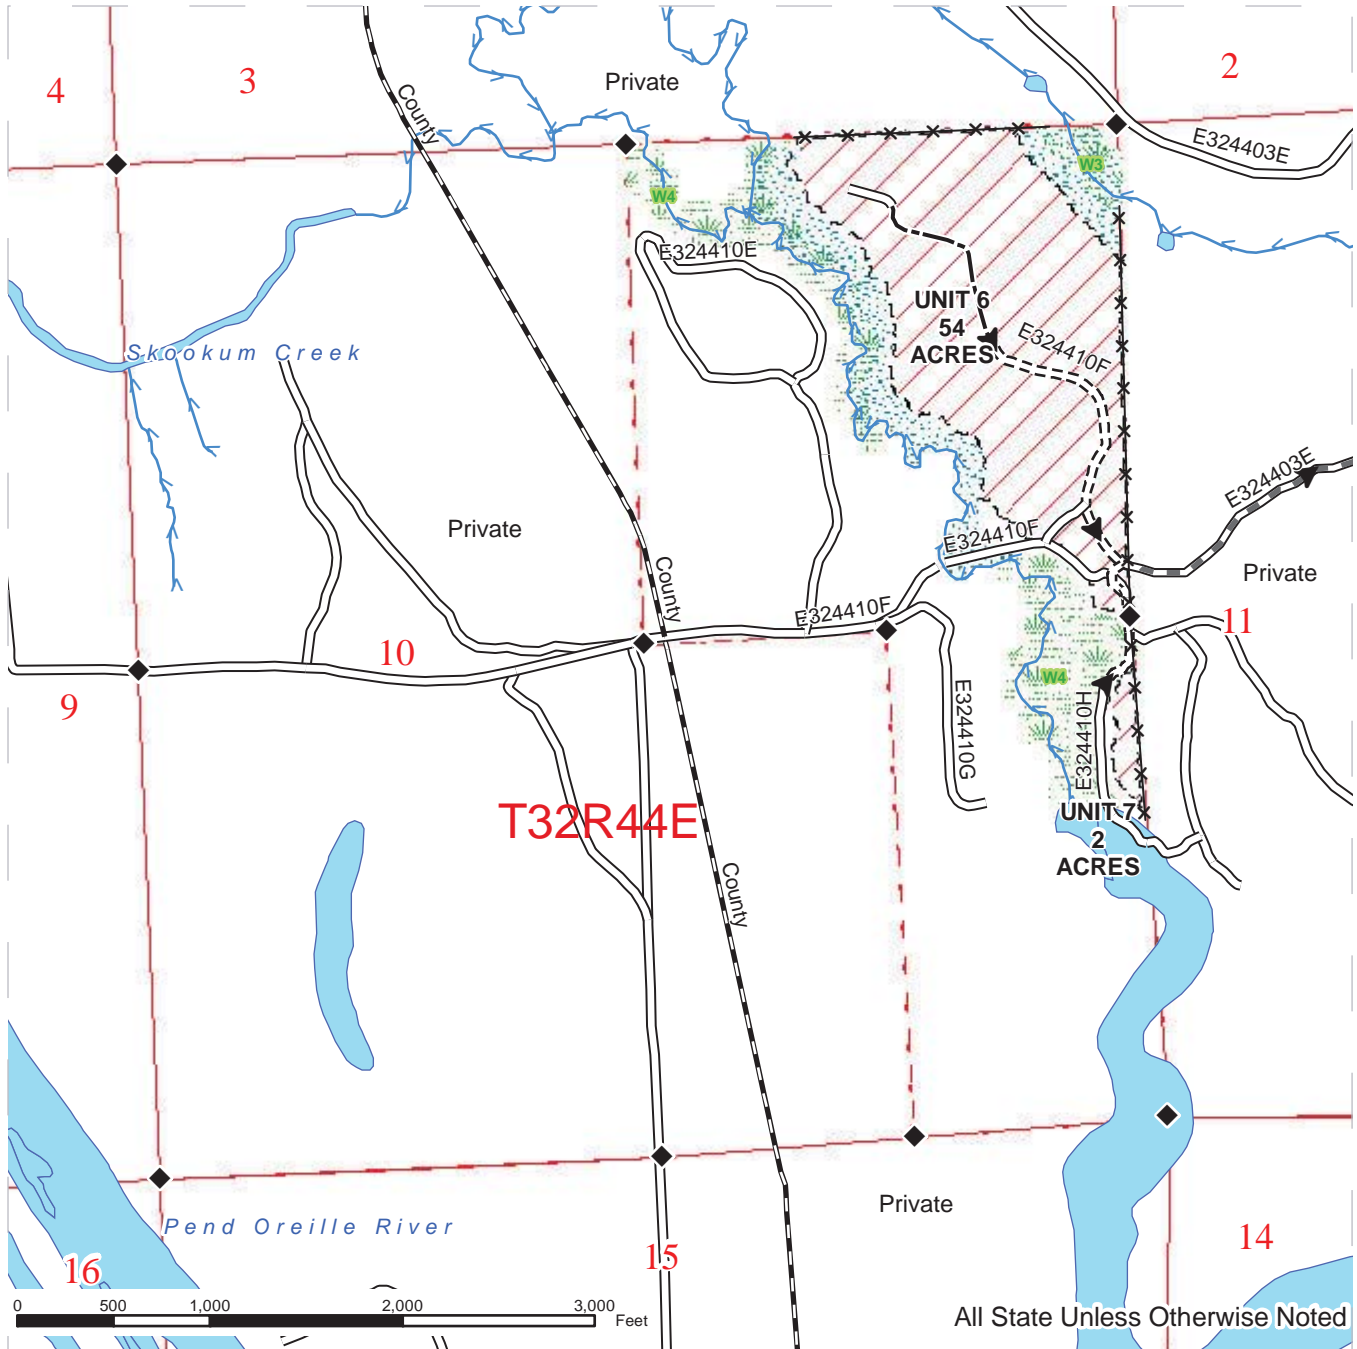 Private
2
3
4
County
E324403E
W3
W4
E324410E
UNIT 6
54
ACRES
E324410F
Skookum Creek
E324403E
Private
E324410F
Private
County
E324410F
11
10
W4
9
E324410G
E324410H
T32R44E
UNIT 7
2
ACRES
County
Private
Pend Oreille River
14
15
16
0 500 1,000 2,000 3,000
Feet
All State Unless Otherwise Noted